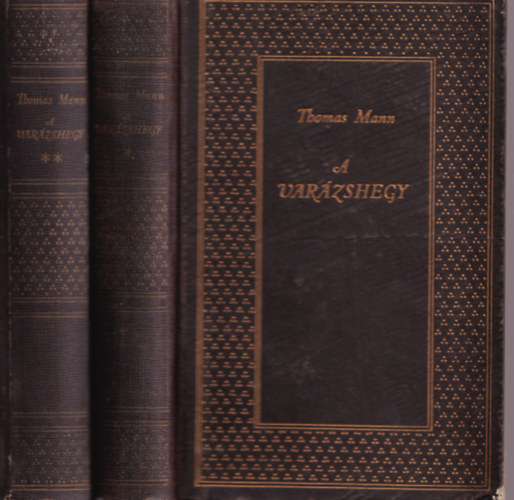 Thomas Mann
A
VARÁZSHEGY
**
Thomas Mann
A
VARÁZSHEGY
*
Thomas Mann
A
VARÁZSHEGY